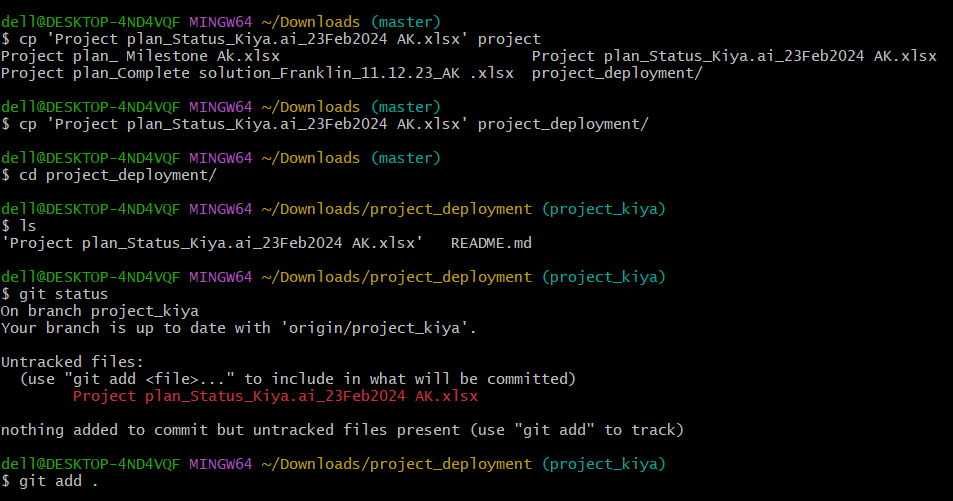 dell@DESKTOP-4ND4VQF MINGW64 ~/Downloads (master)
$ cp 'Project plan_Status_Kiya.ai_23Feb2024 AK.xlsx' project
Project plan_ Milestone Ak.xlsx                            Project plan_Status_Kiya.ai_23Feb2024 AK.xlsx
Project plan_Complete solution_Franklin_11.12.23_AK .xlsx  project_deployment/
dell@DESKTOP-4ND4VQF MINGW64 ~/Downloads (master)
$ cp 'Project plan_Status_Kiya.ai_23Feb2024 AK.xlsx' project_deployment/
dell@DESKTOP-4ND4VQF MINGW64 ~/Downloads (master)
$ cd project_deployment/
dell@DESKTOP-4ND4VQF MINGW64 ~/Downloads/project_deployment (project_kiya)
$ ls
'Project plan_Status_Kiya.ai_23Feb2024 AK.xlsx'   README.md
dell@DESKTOP-4ND4VQF MINGW64 ~/Downloads/project_deployment (project_kiya)
$ git status
On branch project_kiya
Your branch is up to date with 'origin/project_kiya'.
Untracked files:
  (use "git add <file>..." to include in what will be committed)
        Project plan_Status_Kiya.ai_23Feb2024 AK.xlsx
nothing added to commit but untracked files present (use "git add" to track)
dell@DESKTOP-4ND4VQF MINGW64 ~/Downloads/project_deployment (project_kiya)
$ git add .